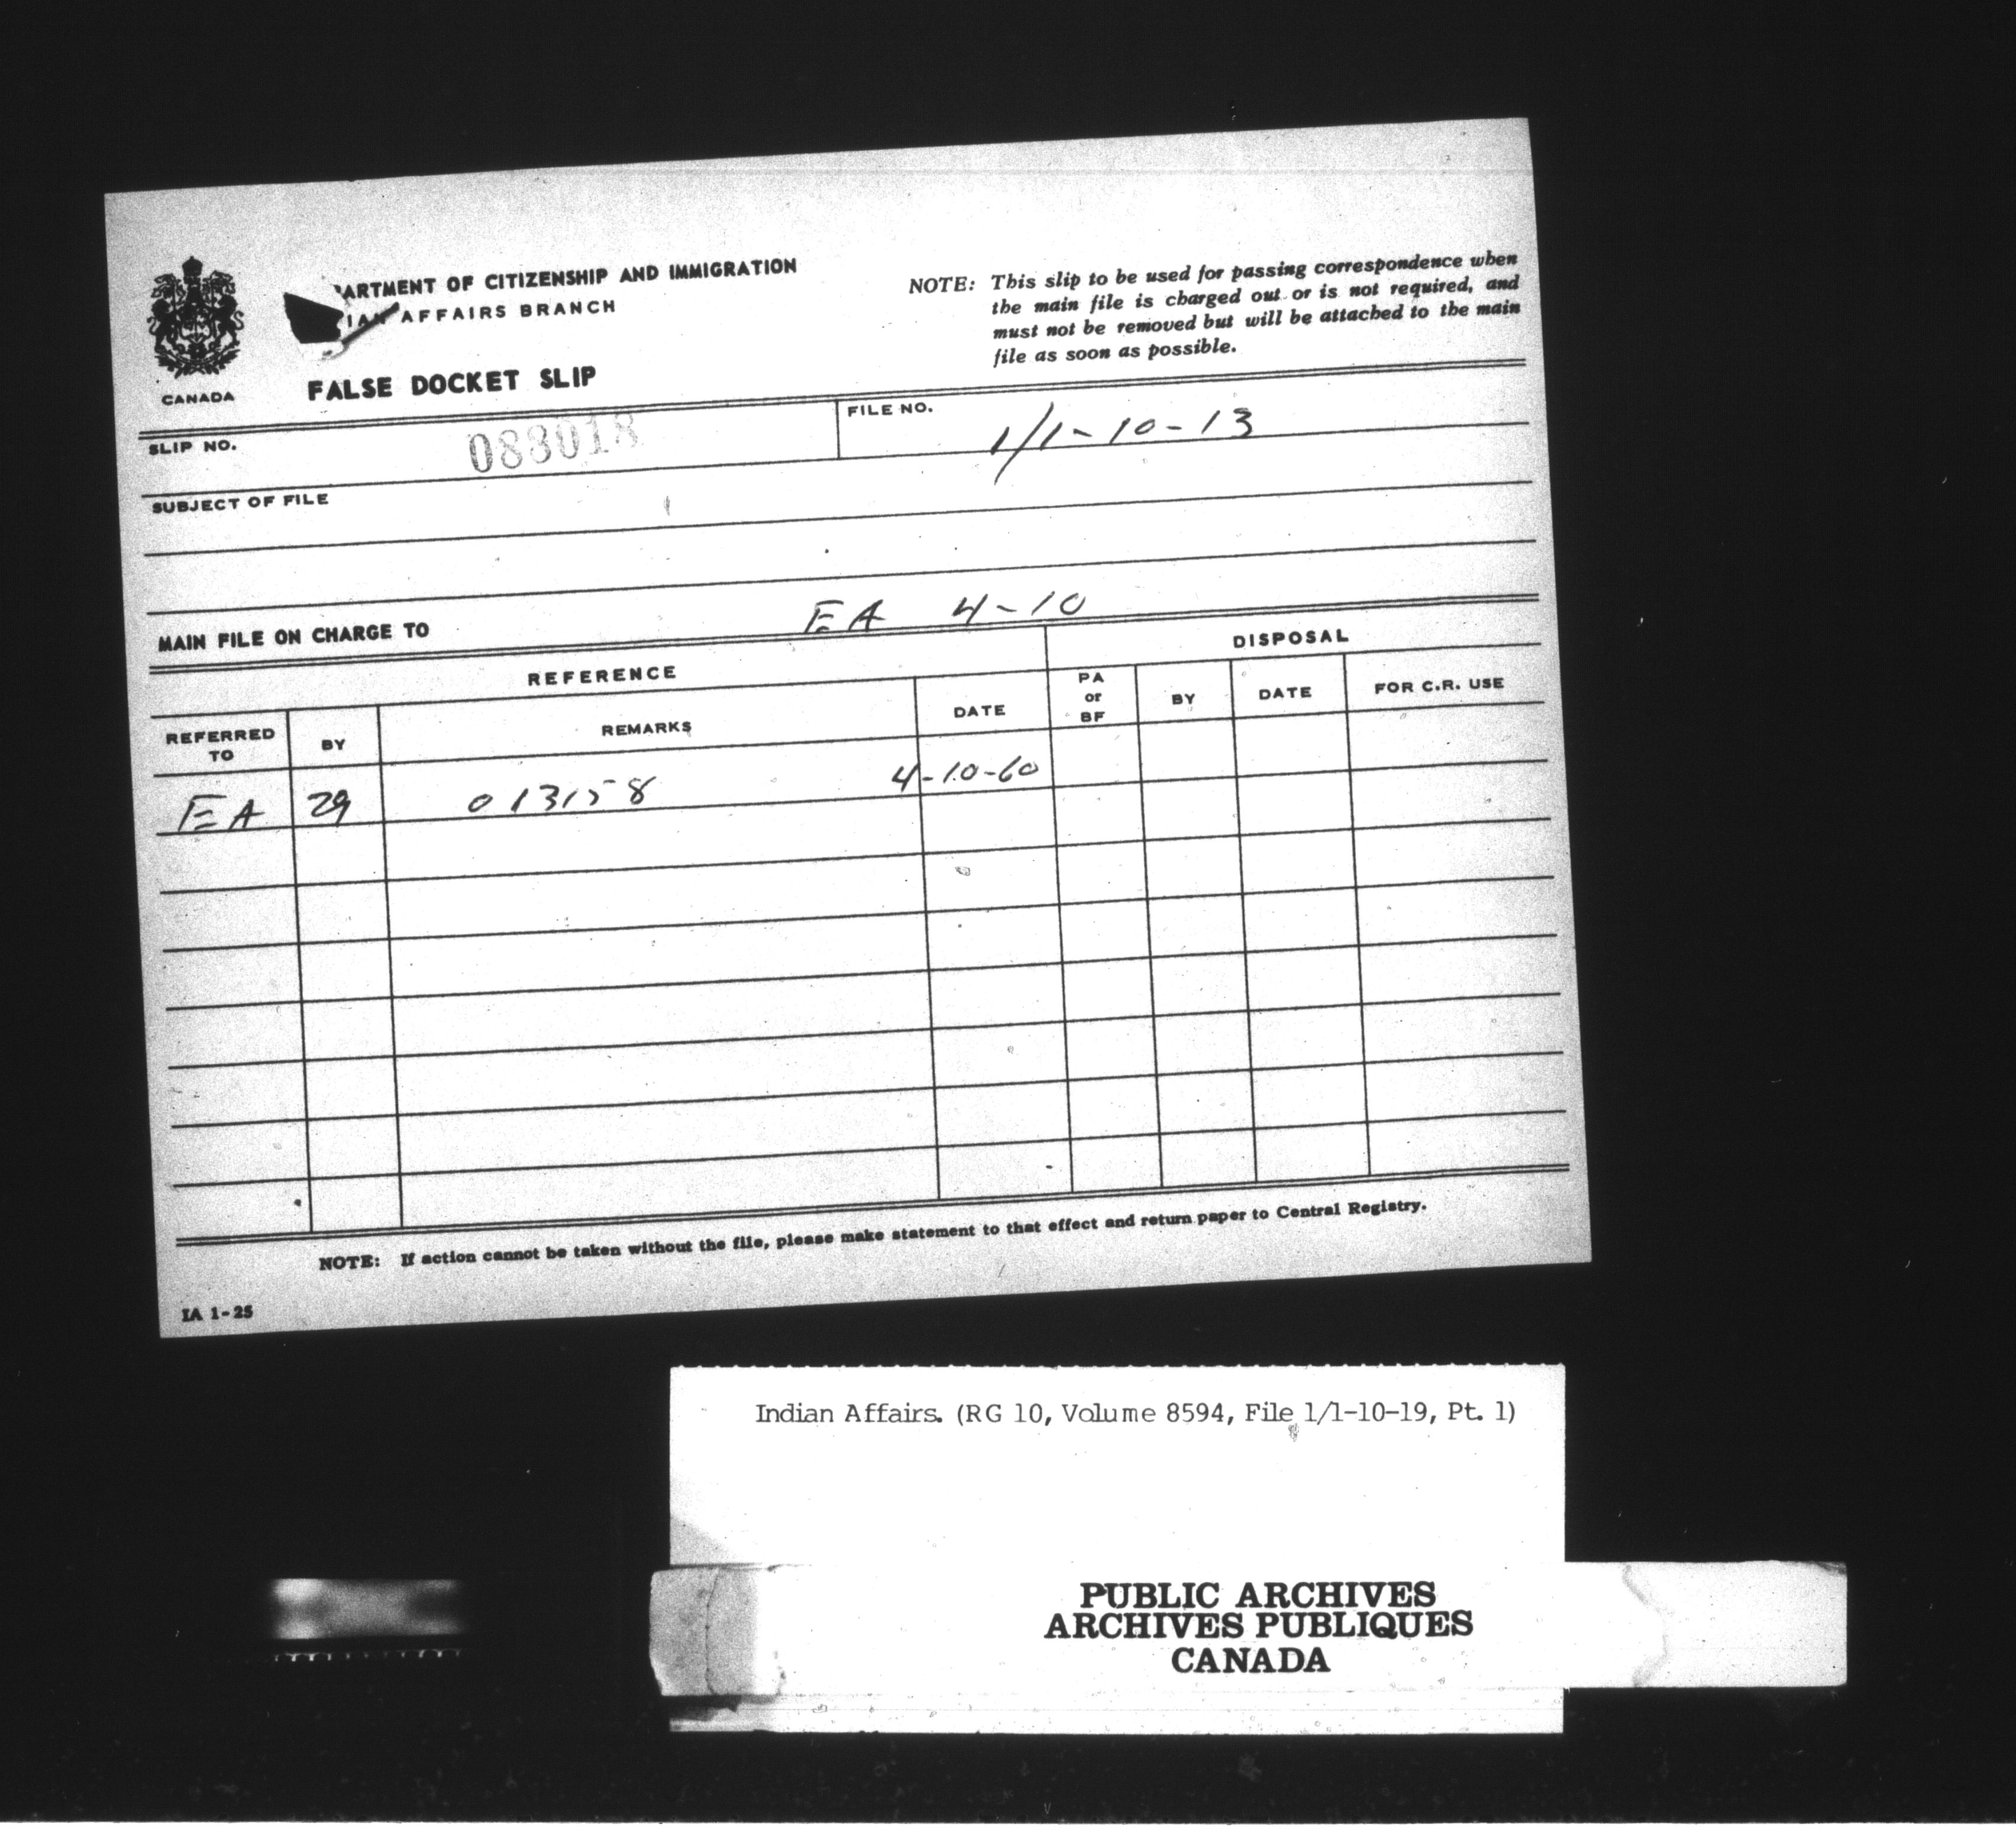 ARTMENT OF CITIZENSHIP AND IMMIGRATION
IAN AFFAIRS BRANCH
FALSE DOCKET SLIP
CANADA
NOTE: This slip to be used for passing correspondence when
the main file is charged out or is not required, and
must not be removed but will be attached to the main
file as soon as possible.
SLIP NO. 083018
FILE NO. 1/1-10-13
SUBJECT OF FILE
MAIN FILE ON CHARGE TO EA 4-10
REFERENCE DISPOSAL
REFERRED TO BY REMARKS DATE PA or BF BY DATE FOR C.R. USE
EA 29 013158 4-10-60
NOTE: If action cannot be taken without the file, please make statement to that effect and return paper to Central Registry.
IA 1-25
Indian Affairs. (RG 10, Volume 8594, File 1/1-10-19, Pt. 1)
PUBLIC ARCHIVES
ARCHIVES PUBLIQUES
CANADA